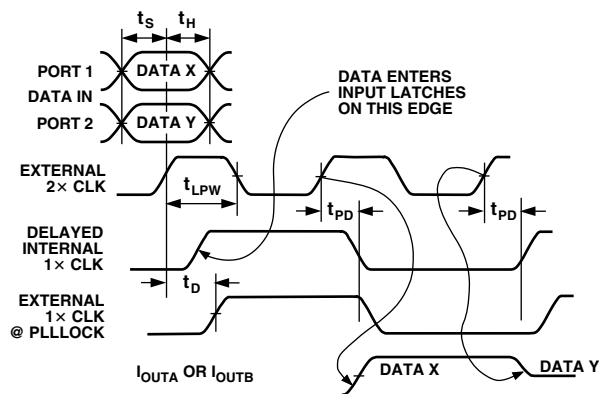 tS tH
PORT 1
DATA X
DATA IN
PORT 2
DATA Y
DATA ENTERS
INPUT LATCHES
ON THIS EDGE
EXTERNAL
2× CLK
tLPW
tPD
tPD
DELAYED
INTERNAL
1× CLK
tD
EXTERNAL
1× CLK
@ PLLLOCK
IOUTA OR IOUTB
DATA X
DATA Y